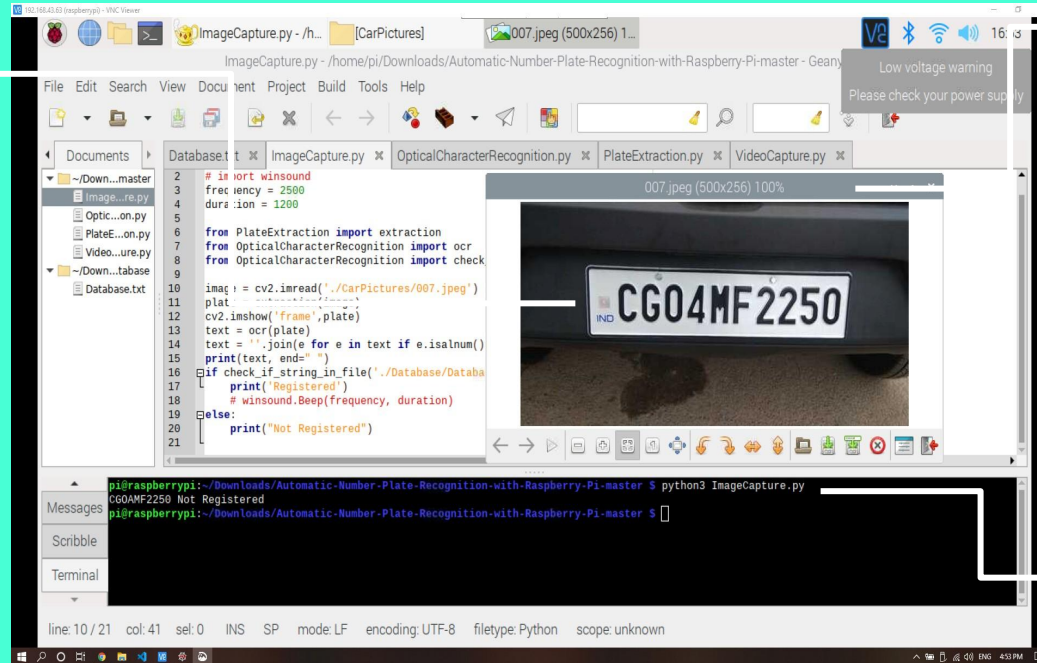 192.168.43.63 (raspberrypi) - VNC Viewer
ImageCapture.py - /h... [CarPictures] 007.jpeg (500x256) 1...
ImageCapture.py - /home/pi/Downloads/Automatic-Number-Plate-Recognition-with-Raspberry-Pi-master - Geany
Low voltage warning
Please check your power supply
File Edit Search View Document Project Build Tools Help
Documents Database.txt ImageCapture.py OpticalCharacterRecognition.py PlateExtraction.py VideoCapture.py
~/Down...master
Image...re.py
Optic...on.py
PlateE...on.py
Video...ure.py
~/Down...tabase
Database.txt
2 # import winsound
3 frequency = 2500
4 duration = 1200
5
6 from PlateExtraction import extraction
7 from OpticalCharacterRecognition import ocr
8 from OpticalCharacterRecognition import check_
9
10 image = cv2.imread('./CarPictures/007.jpeg')
11 plat
12 cv2.imshow('frame',plate)
13 text = ocr(plate)
14 text = ''.join(e for e in text if e.isalnum()
15 print(text, end=" ")
16 if check_if_string_in_file('./Database/Databa
17 print('Registered')
18 # winsound.Beep(frequency, duration)
19 else:
20 print("Not Registered")
21
007.jpeg (500x256) 100%
IND CG04MF2250
Messages
Scribble
Terminal
pi@raspberrypi:~/Downloads/Automatic-Number-Plate-Recognition-with-Raspberry-Pi-master $ python3 ImageCapture.py
CGOAMF2250 Not Registered
pi@raspberrypi:~/Downloads/Automatic-Number-Plate-Recognition-with-Raspberry-Pi-master $
line: 10 / 21 col: 41 sel: 0 INS SP mode: LF encoding: UTF-8 filetype: Python scope: unknown
ENG 4:53 PM